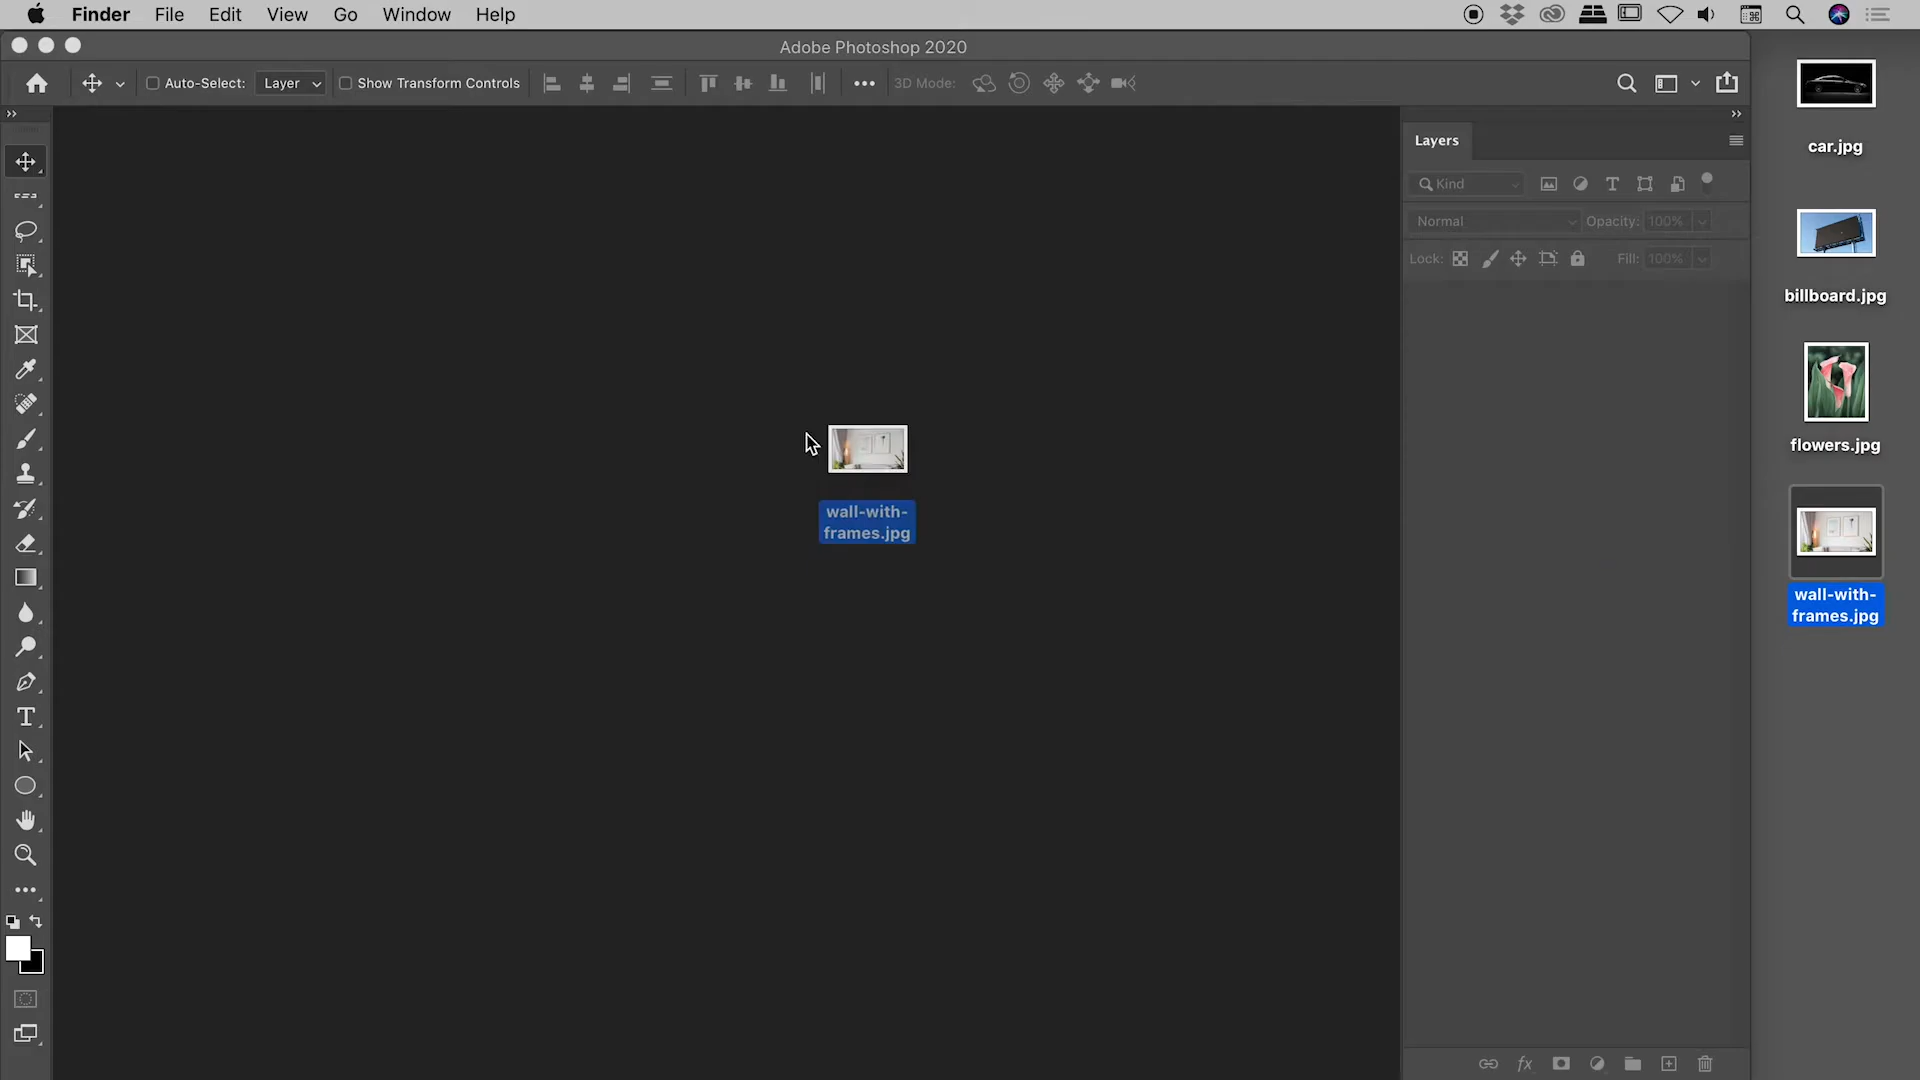 Finder File Edit View Go Window Help
Adobe Photoshop 2020
Auto-Select: Layer Show Transform Controls 3D Mode:
Layers
Kind
Normal Opacity: 100%
Lock: Fill: 100%
fx
wall-with-
frames.jpg
car.jpg
billboard.jpg
flowers.jpg
wall-with-
frames.jpg